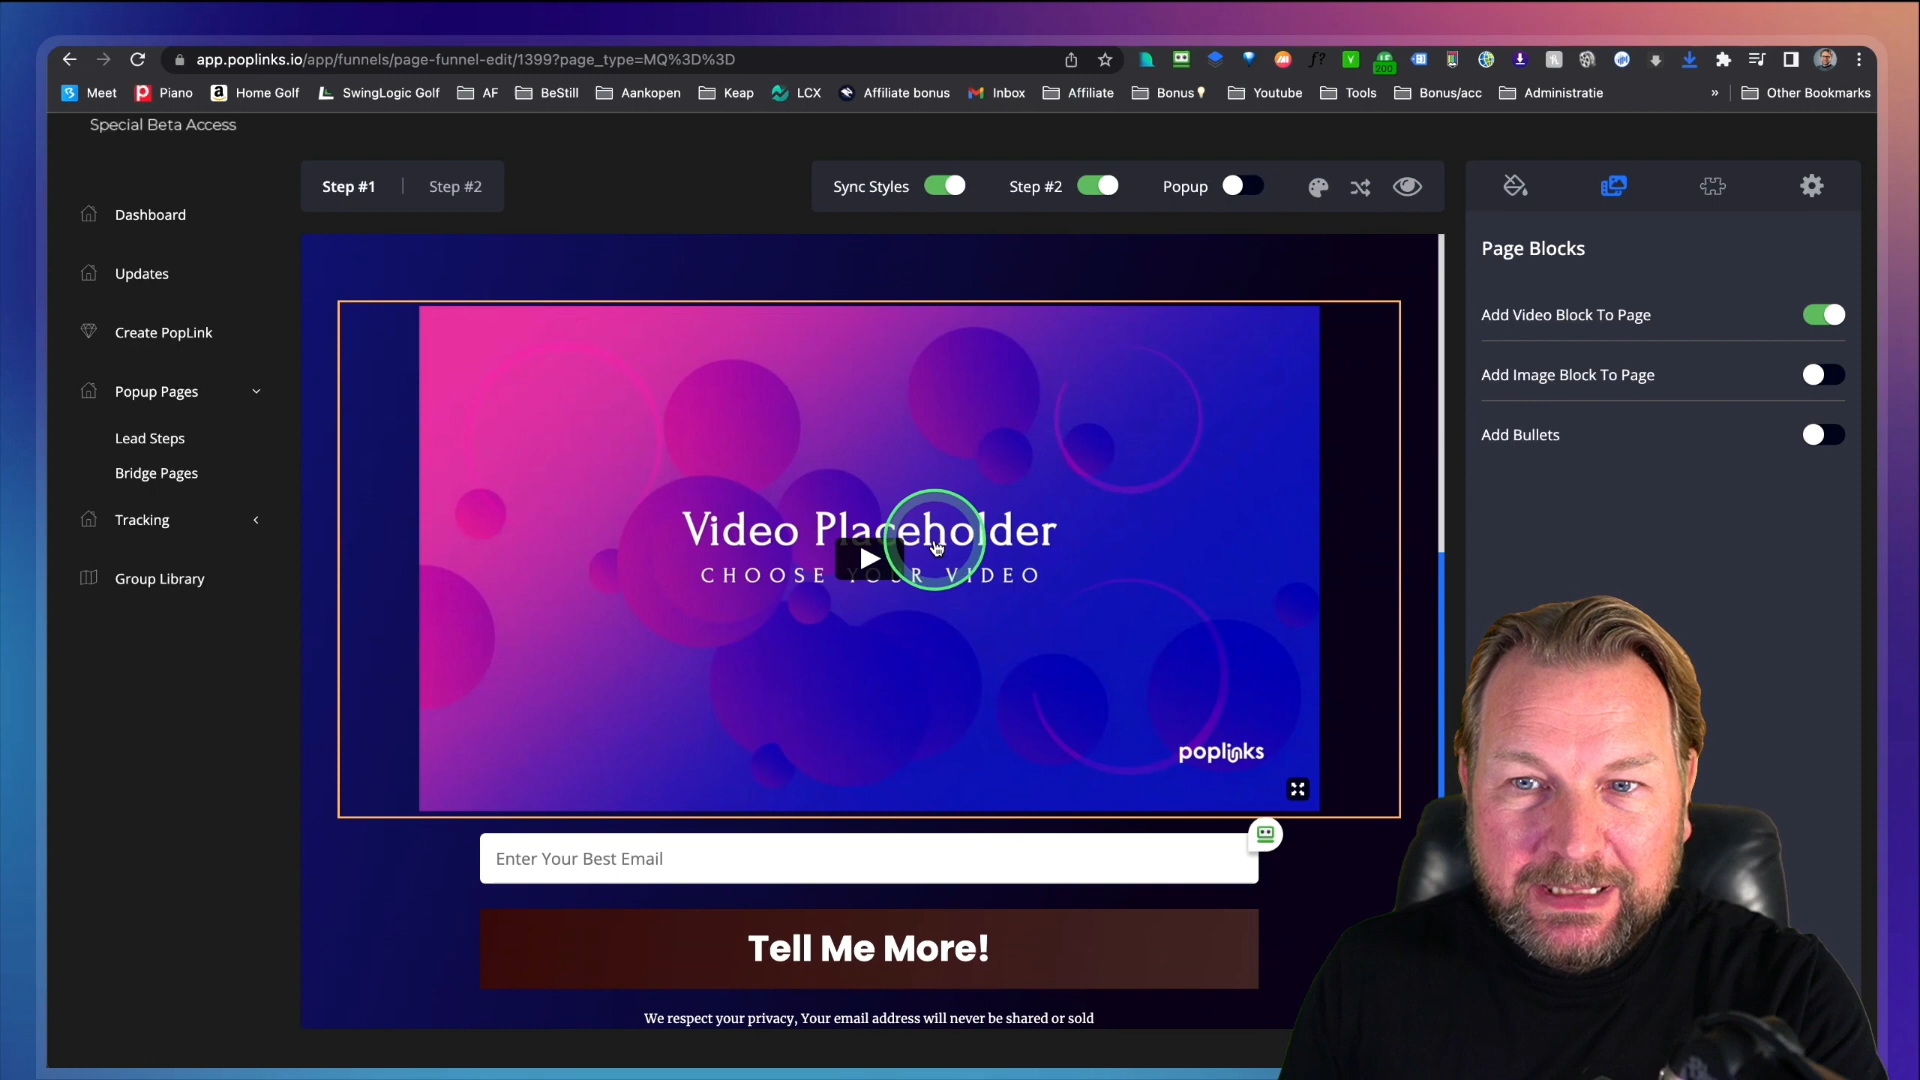 app.poplinks.io/app/funnels/page-funnel-edit/1399?page_type=MQ%3D%3D
f?
V
200
Meet
Piano
a
Home Golf
SwingLogic Golf
AF
BeStill
Aankopen
Keap
LCX
Affiliate bonus
Inbox
Affiliate
Bonus
Youtube
Tools
Bonus/acc
Administratie
»
Other Bookmarks
Special Beta Access
Step #1
Step #2
Sync Styles
Step #2
Popup
Dashboard
Updates
Create PopLink
Popup Pages
Lead Steps
Bridge Pages
Tracking
Group Library
Page Blocks
Add Video Block To Page
Add Image Block To Page
Add Bullets
Video Placeholder
CHOOSE YOUR VIDEO
poplinks
Enter Your Best Email
Tell Me More!
We respect your privacy, Your email address will never be shared or sold